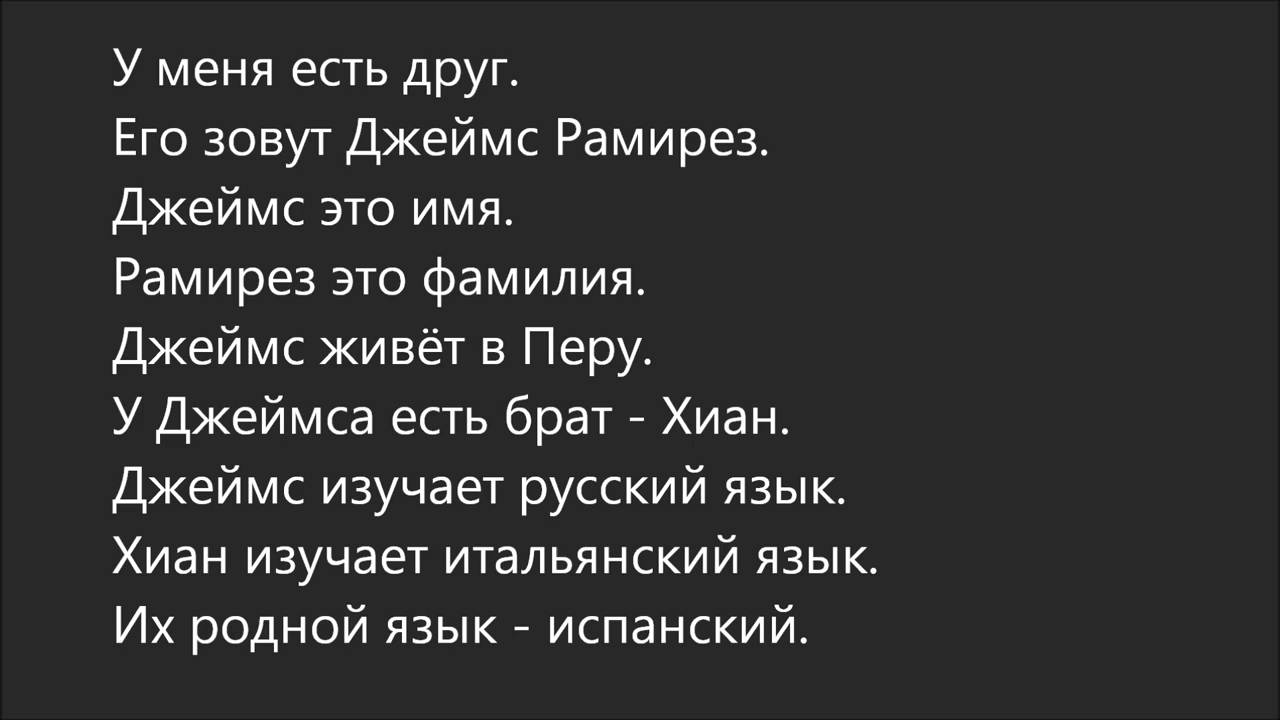 У меня есть друг.
Его зовут Джеймс Рамирез.
Джеймс это имя.
Рамирез это фамилия.
Джеймс живёт в Перу.
У Джеймса есть брат - Хиан.
Джеймс изучает русский язык.
Хиан изучает итальянский язык.
Их родной язык - испанский.